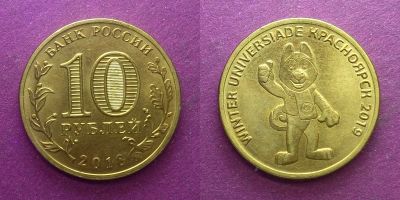 БАНК РОССИИ
10
РУБЛЕЙ
2018
WINTER UNIVERSIADE КРАСНОЯРСК 2019